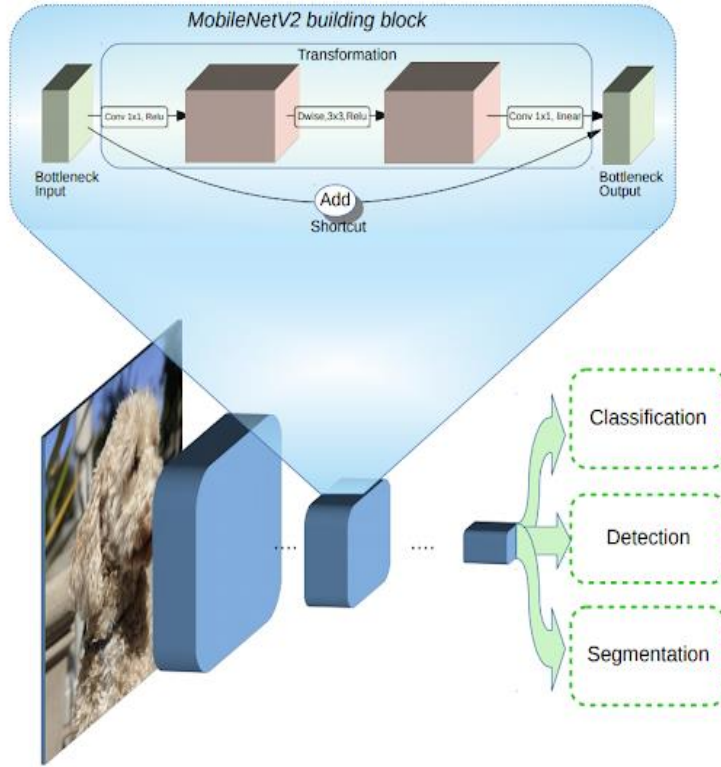 MobileNetV2 building block
Transformation
Conv 1x1, Relu
Dwise,3x3,Relu
Conv 1x1, linear
Bottleneck
Input
Bottleneck
Output
Add
Shortcut
....
....
Classification
Detection
Segmentation